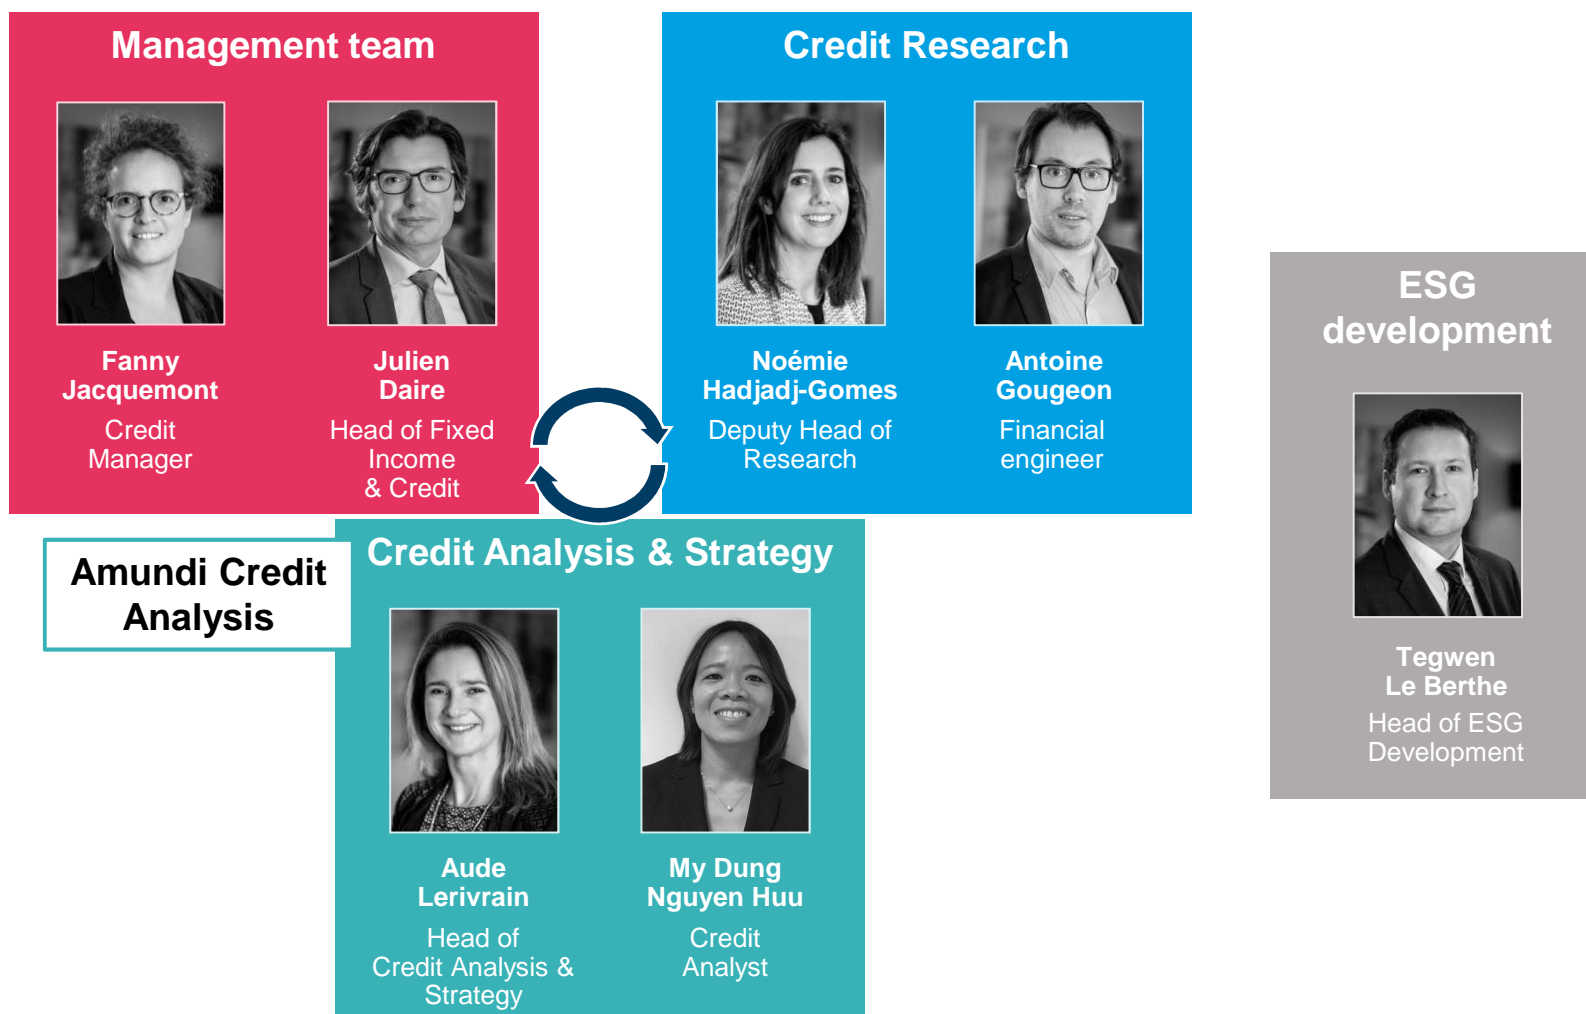 Management team
Fanny
Jacquemont
Credit
Manager
Julien
Daire
Head of Fixed
Income
& Credit
Credit Research
Noémie
Hadjadj-Gomes
Deputy Head of
Research
Antoine
Gougeon
Financial
engineer
ESG
development
Tegwen
Le Berthe
Head of ESG
Development
Amundi Credit
Analysis
Credit Analysis & Strategy
Aude
Lerivrain
Head of
Credit Analysis &
Strategy
My Dung
Nguyen Huu
Credit
Analyst